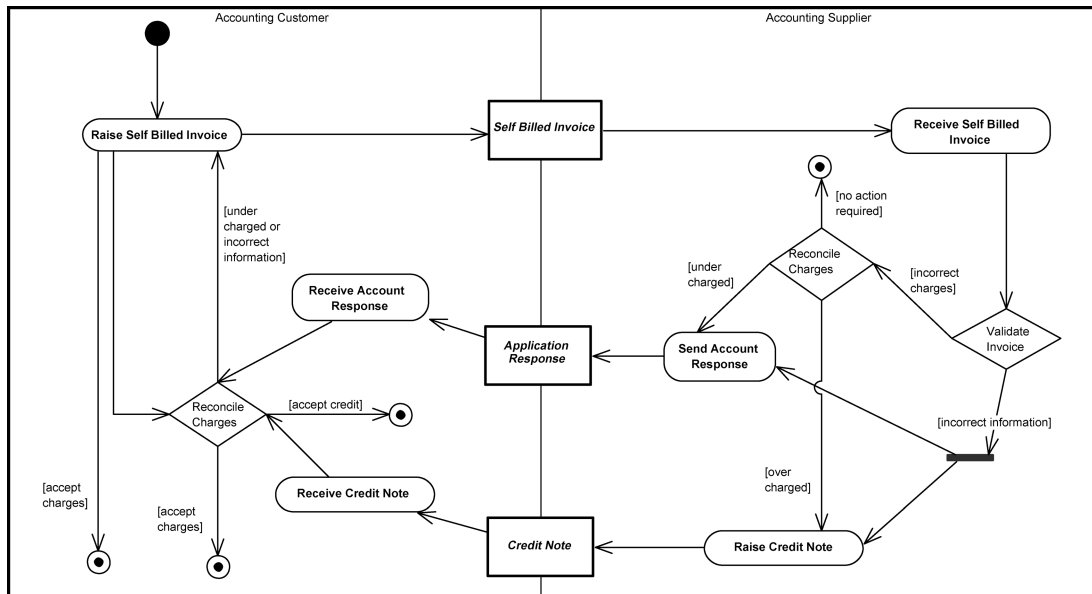 Accounting Customer
Accounting Supplier
Raise Self Billed Invoice
Self Billed Invoice
Receive Self Billed
Invoice
[no action
required]
[under
charged or
incorrect
information]
Reconcile
Charges
[under
charged]
[incorrect
charges]
Receive Account
Response
Application
Response
Send Account
Response
Validate
Invoice
Reconcile
Charges
[accept credit]
[incorrect information]
[accept
charges]
[accept
charges]
Receive Credit Note
[over
charged]
Credit Note
Raise Credit Note